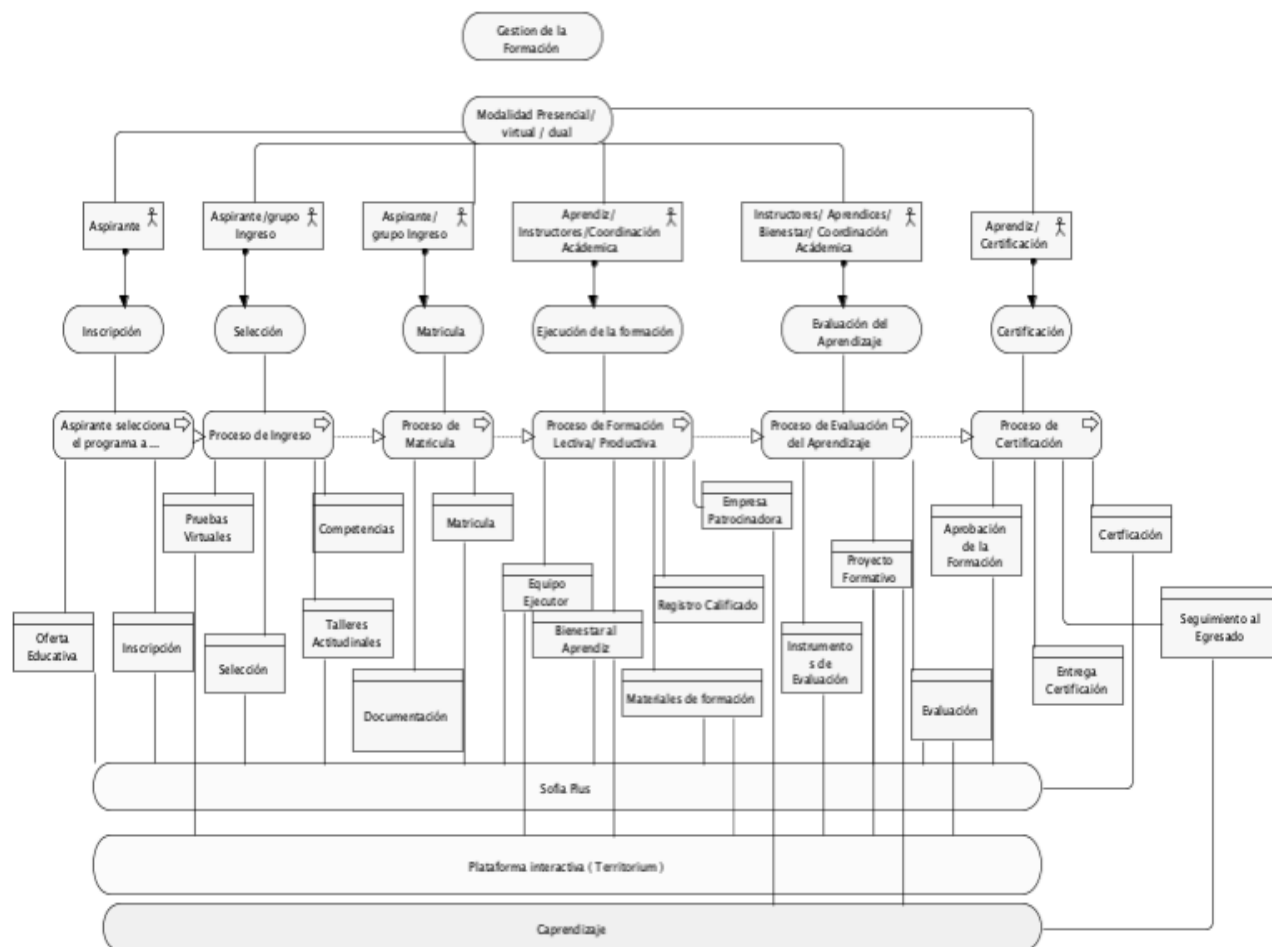 Gestion de la
Formación
Modalidad Presencial/
virtual / dual
Aspirante
Aspirante/grupo
Ingreso
Aspirante/
grupo Ingreso
Aprendiz/
Instructores/Coordinación
Acádemica
Instructores/ Aprendices/
Bienestar/ Coordinación
Acádemica
Aprendiz/
Certificación
Inscripción
Selección
Matricula
Ejecución de la formación
Evaluación del
Aprendizaje
Certificación
Aspirante selecciona
el programa a ...
Proceso de Ingreso
Proceso de
Matricula
Proceso de Formación
Lectiva/ Productiva
Proceso de Evaluación
del Aprendizaje
Proceso de
Certificación
Pruebas
Virtuales
Competencias
Matricula
Empresa
Patrocinadora
Aprobación
de la
Formación
Certficación
Equipo
Ejecutor
Registro Calificado
Proyecto
Formativo
Oferta
Educativa
Inscripción
Selección
Talleres
Actitudinales
Bienestar al
Aprendiz
Instrumento
s de
Evaluación
Seguimiento al
Egresado
Documentación
Materiales de formación
Evaluación
Entrega
Certificaión
Sofia Plus
Plataforma interactiva ( Territorium )
Caprendizaje